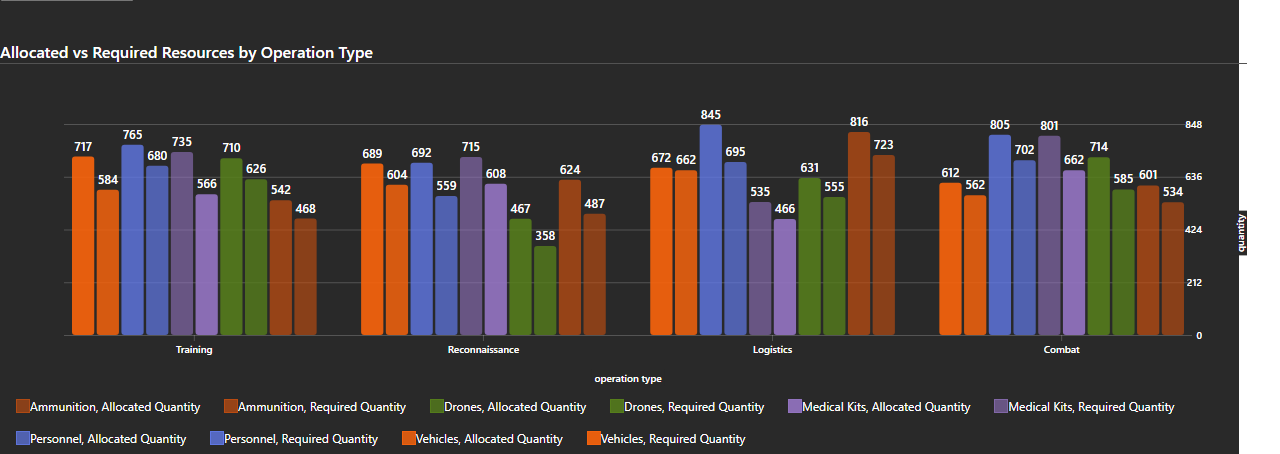 Allocated vs Required Resources by Operation Type
845
848
816
805
801
765
735
717
710
715
723
714
689
692
695
702
680
672
662
662
636
626
624
631
612
608
604
601
584
585
566
559
562
555
542
535
534
468
467
487
466
424
358
212
0
quantity
Training
Reconnaissance
Logistics
Combat
operation type
Ammunition, Allocated Quantity
Ammunition, Required Quantity
Drones, Allocated Quantity
Drones, Required Quantity
Medical Kits, Allocated Quantity
Medical Kits, Required Quantity
Personnel, Allocated Quantity
Personnel, Required Quantity
Vehicles, Allocated Quantity
Vehicles, Required Quantity